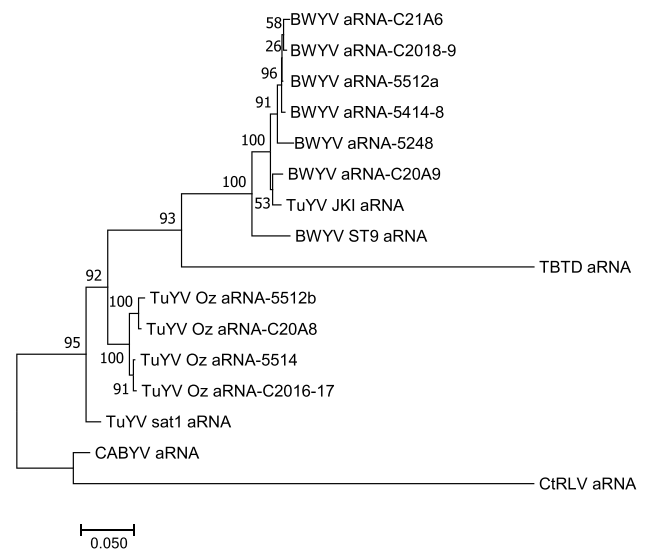 58
BWYV aRNA-C21A6
26
BWYV aRNA-C2018-9
96
BWYV aRNA-5512a
91
BWYV aRNA-5414-8
100
BWYV aRNA-5248
100
BWYV aRNA-C20A9
53
TuYV JKI aRNA
93
BWYV ST9 aRNA
TBTD aRNA
92
100
TuYV Oz aRNA-5512b
TuYV Oz aRNA-C20A8
95
100
TuYV Oz aRNA-5514
91
TuYV Oz aRNA-C2016-17
TuYV sat1 aRNA
CABYV aRNA
CtRLV aRNA
0.050